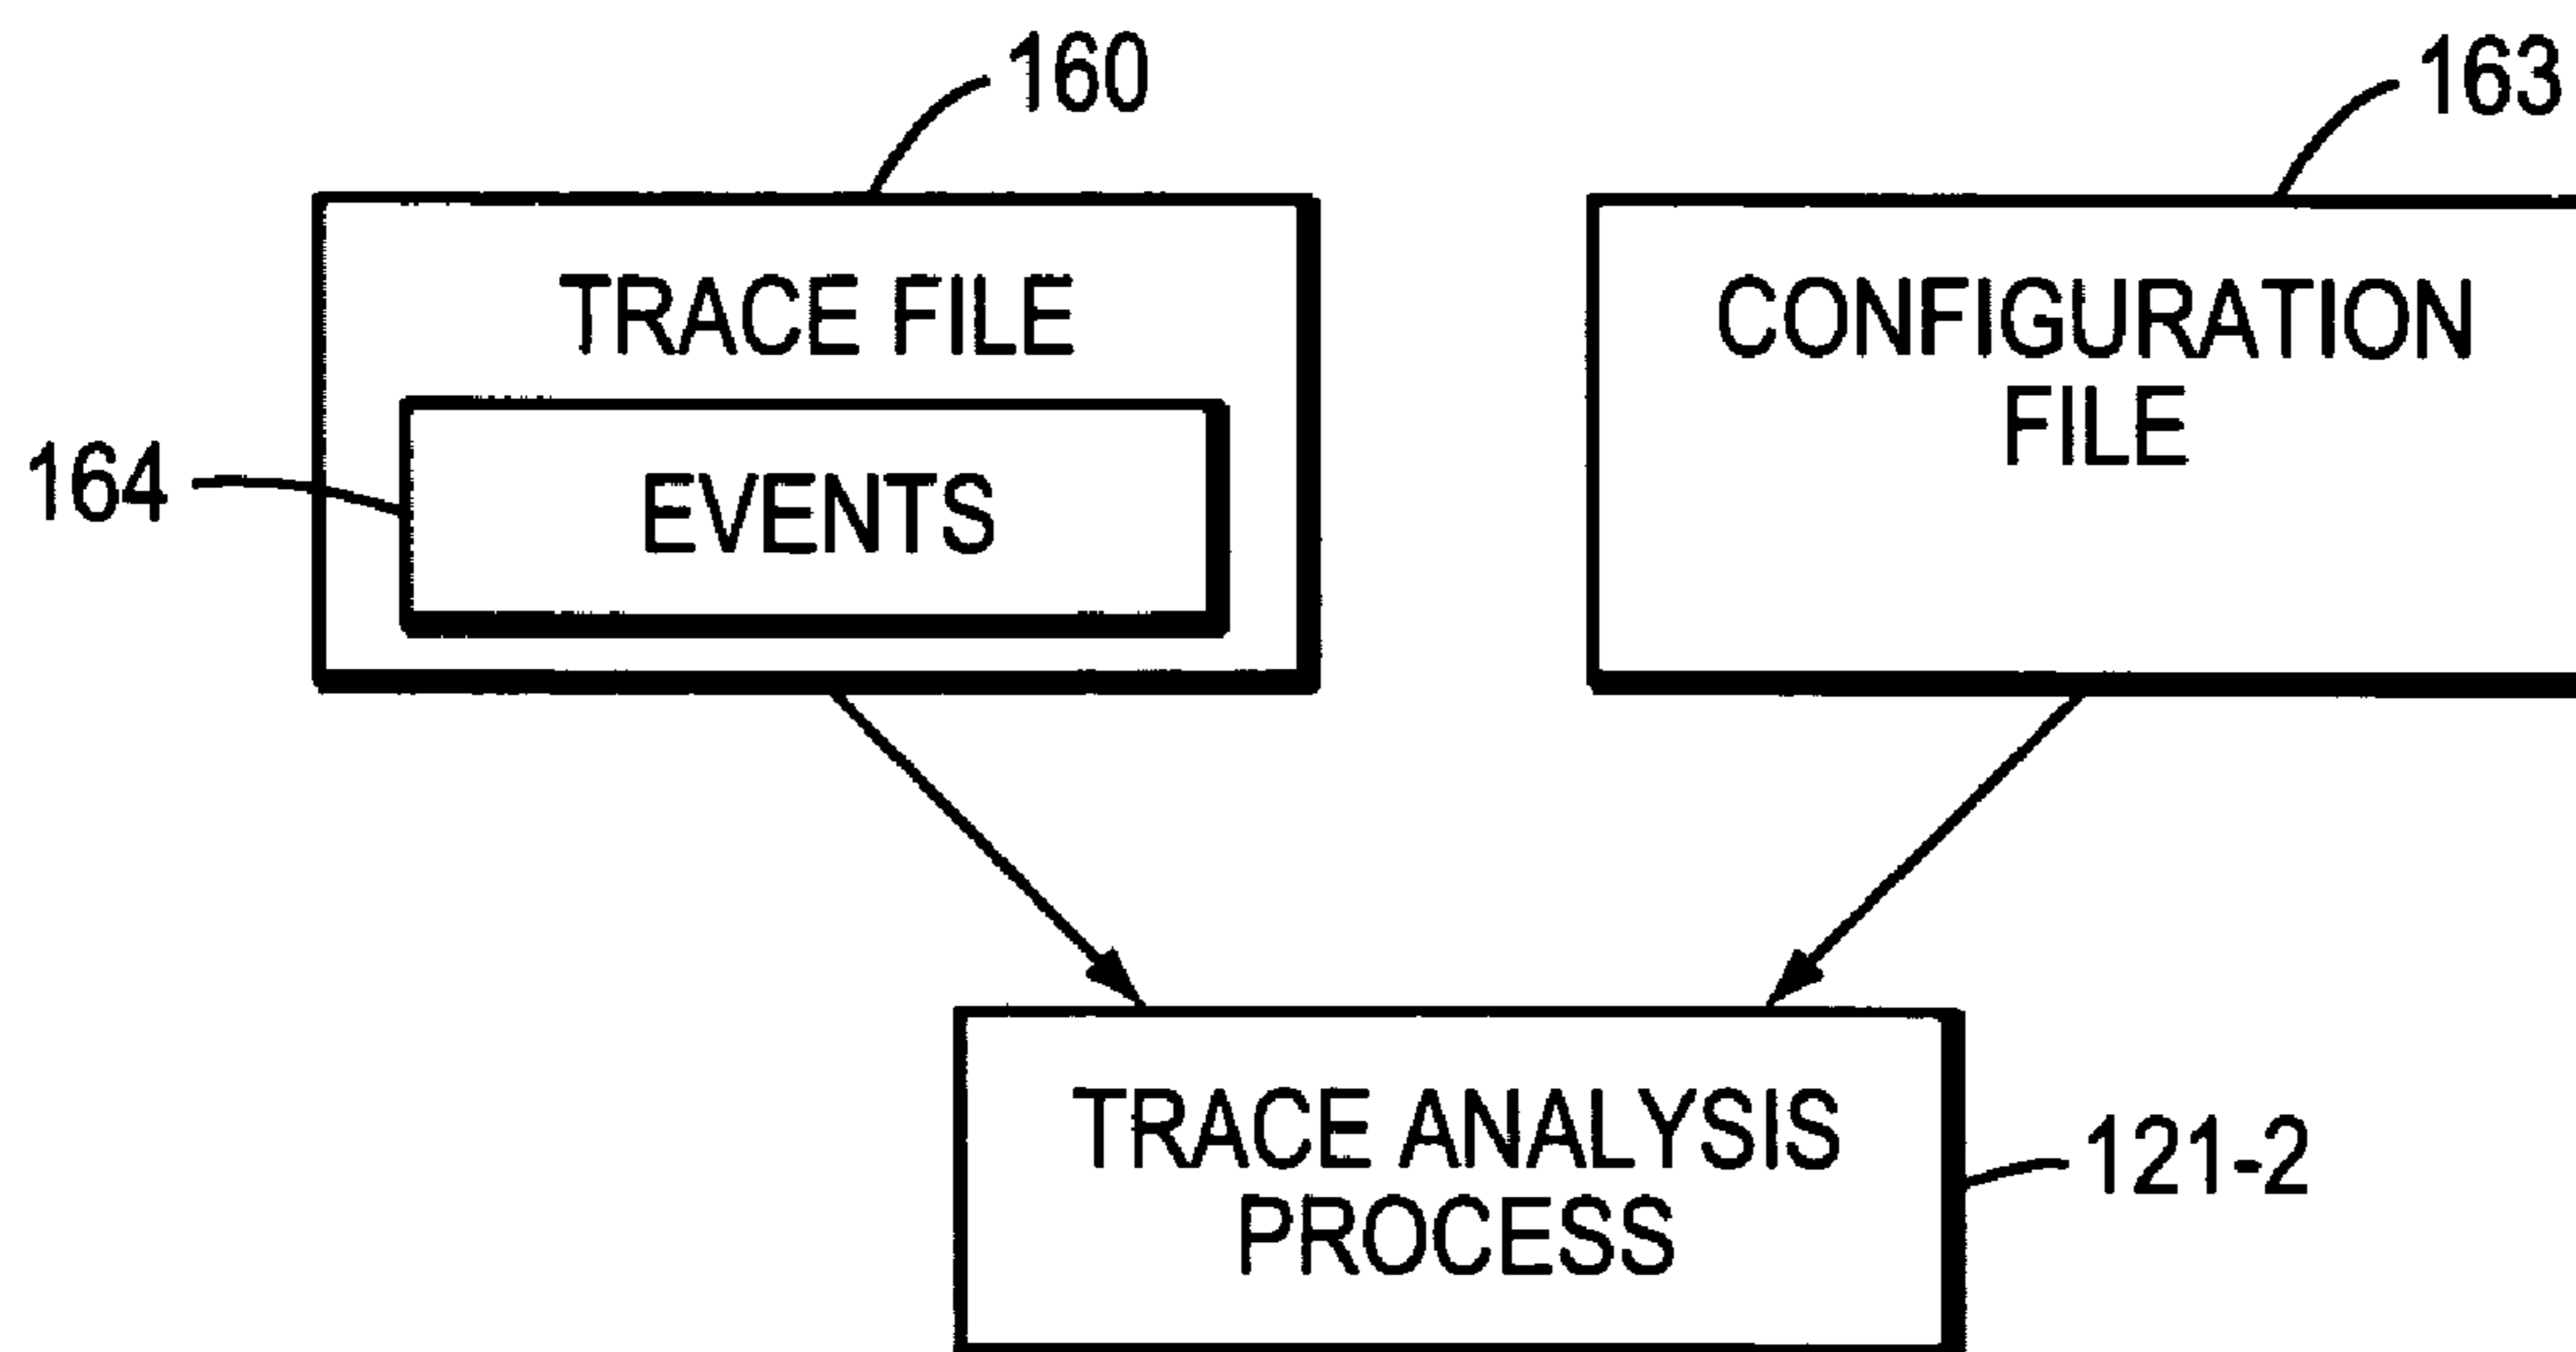 160
163
TRACE FILE
CONFIGURATION
FILE
164
EVENTS
TRACE ANALYSIS
PROCESS
121-2